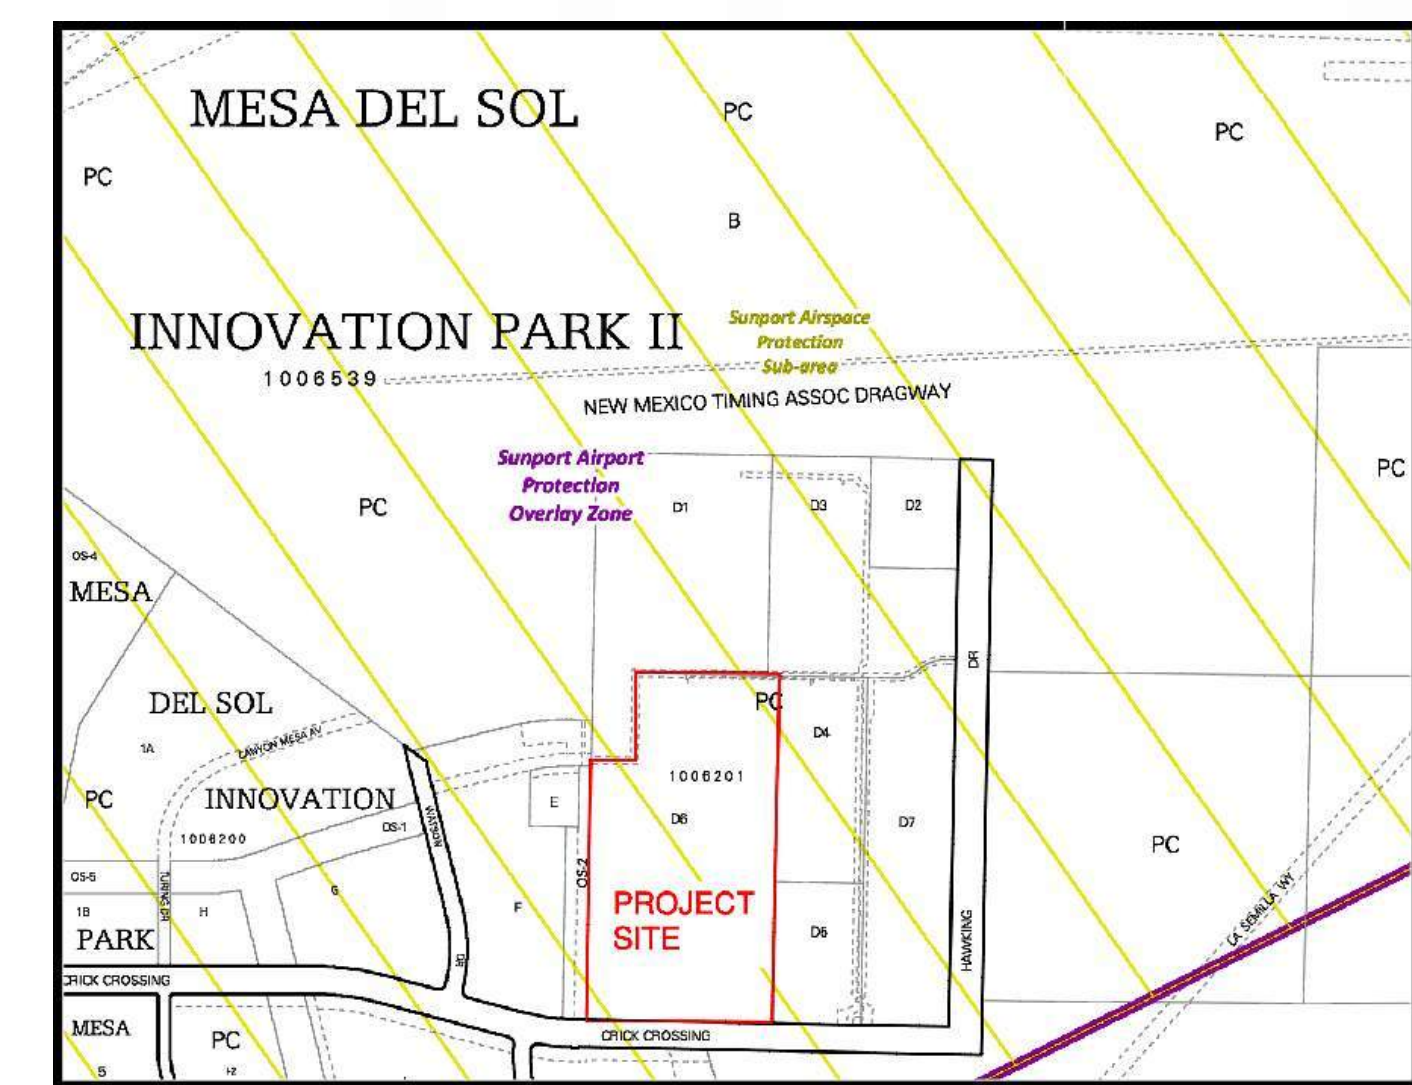 MESA DEL SOL
PC
PC
PC
B
INNOVATION PARK II
Sunport Airspace
Protection
Sub-area
1006539
NEW MEXICO TIMING ASSOC DRAGWAY
Sunport Airport
Protection
Overlay Zone
PC
PC
D1
D3
D2
OS-4
MESA
DR
DEL SOL
PC
1A
CANYON MESA AV
D4
1006201
PC
INNOVATION
E
OS-1
WATSON
D6
D7
1006200
PC
OS-5
OS-2
TURING DR
G
LA SEMILLA WY
1B
H
F
PROJECT
SITE
PARK
D5
HAWKING
DR
CRICK CROSSING
MESA
PC
CRICK CROSSING
5